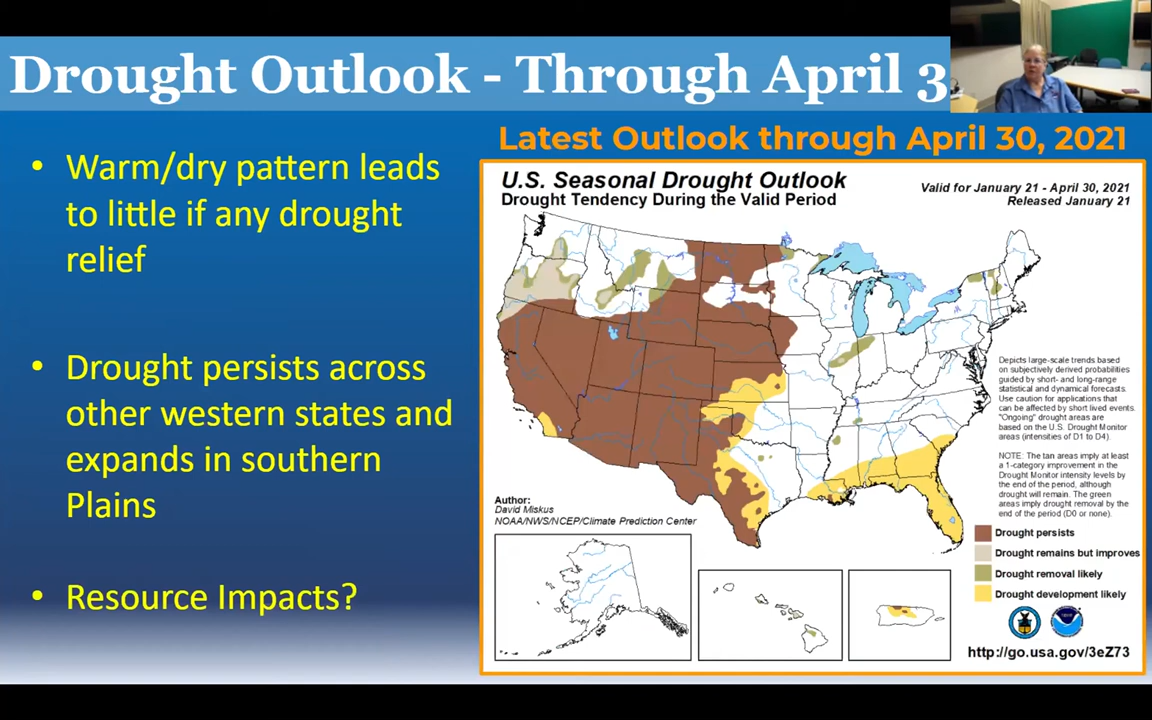 Drought Outlook - Through April 3
Latest Outlook through April 30, 2021
• Warm/dry pattern leads
to little if any drought
relief
• Drought persists across
other western states and
expands in southern
Plains
• Resource Impacts?
U.S. Seasonal Drought Outlook
Drought Tendency During the Valid Period
Valid for January 21 - April 30, 2021
Released January 21
Depicts large-scale trends based
on subjectively derived probabilities
guided by short- and long-range
statistical and dynamical forecasts.
Use caution for applications that
can be affected by short lived events.
"Ongoing" drought areas are
based on the U.S. Drought Monitor
areas (intensities of D1 to D4).
NOTE: The tan areas imply at least
a 1-category improvement in the
Drought Monitor intensity levels by
the end of the period, although
drought will remain. The green
areas imply drought removal by the
end of the period (D0 or none).
Author:
David Miskus
NOAA/NWS/NCEP/Climate Prediction Center
Drought persists
Drought remains but improves
Drought removal likely
Drought development likely
http://go.usa.gov/3eZ73